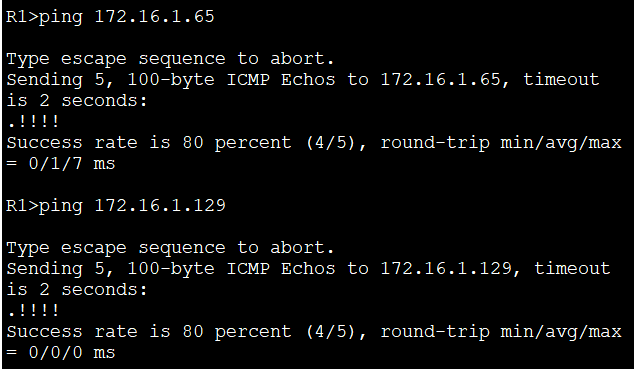 R1>ping 172.16.1.65
Type escape sequence to abort.
Sending 5, 100-byte ICMP Echos to 172.16.1.65, timeout
is 2 seconds:
.!!!!
Success rate is 80 percent (4/5), round-trip min/avg/max
= 0/1/7 ms
R1>ping 172.16.1.129
Type escape sequence to abort.
Sending 5, 100-byte ICMP Echos to 172.16.1.129, timeout
is 2 seconds:
.!!!!
Success rate is 80 percent (4/5), round-trip min/avg/max
= 0/0/0 ms